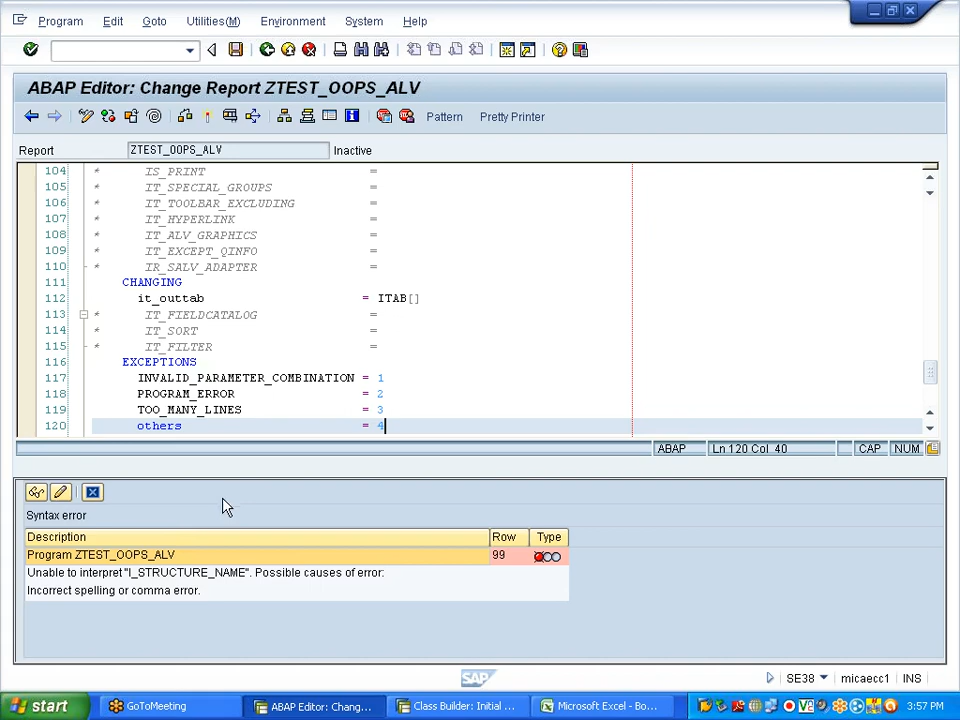 Program Edit Goto Utilities(M) Environment System Help
ABAP Editor: Change Report ZTEST_OOPS_ALV
Pattern Pretty Printer
Report ZTEST_OOPS_ALV Inactive
104 * IS_PRINT =
105 * IT_SPECIAL_GROUPS =
106 * IT_TOOLBAR_EXCLUDING =
107 * IT_HYPERLINK =
108 * IT_ALV_GRAPHICS =
109 * IT_EXCEPT_QINFO =
110 * IR_SALV_ADAPTER =
111 CHANGING
112 it_outtab = ITAB[]
113 * IT_FIELDCATALOG =
114 * IT_SORT =
115 * IT_FILTER =
116 EXCEPTIONS
117 INVALID_PARAMETER_COMBINATION = 1
118 PROGRAM_ERROR = 2
119 TOO_MANY_LINES = 3
120 others = 4
ABAP Ln 120 Col 40 CAP NUM
Syntax error
Description Row Type
Program ZTEST_OOPS_ALV 99
Unable to interpret "I_STRUCTURE_NAME". Possible causes of error:
Incorrect spelling or comma error.
SAP SE38 micaecc1 INS
start GoToMeeting ABAP Editor: Chang... Class Builder: Initial ... Microsoft Excel - Bo... 3:57 PM